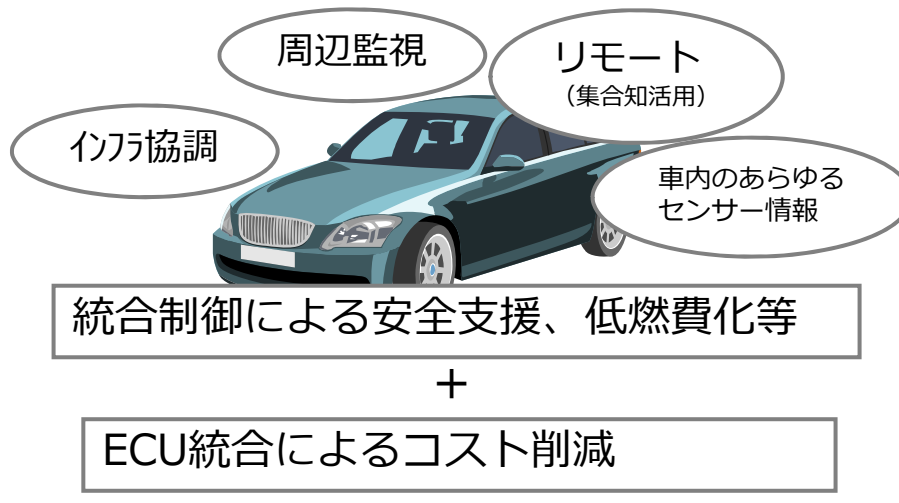 周辺監視
リモート
（集合知活用）
インフラ協調
車内のあらゆる
センサー情報
統合制御による安全支援、低燃費化等
＋
ECU統合によるコスト削減